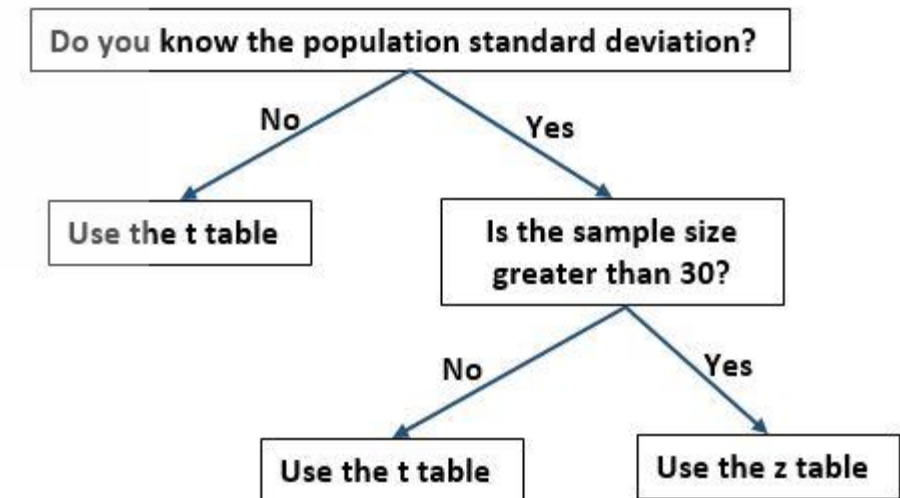 Do you know the population standard deviation?
No
Yes
Use the t table
Is the sample size
greater than 30?
No
Yes
Use the t table
Use the z table